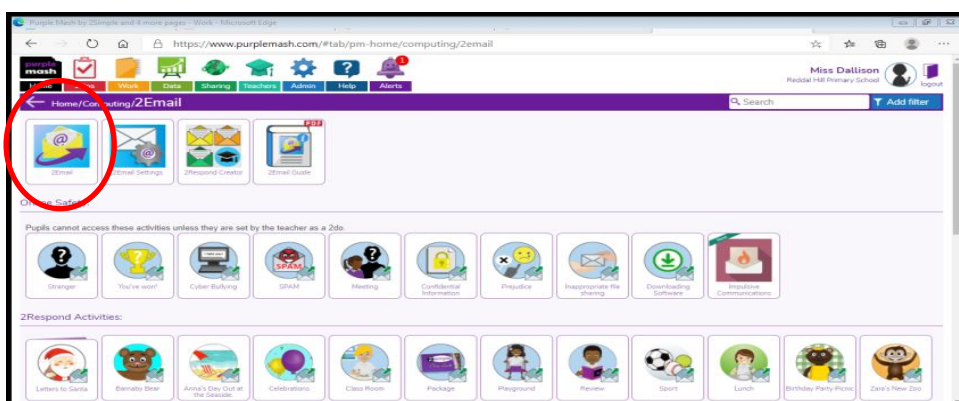 Purple Mash by 2Simple and 4 more pages - Work - Microsoft Edge
https://www.purplemash.com/#tab/pm-home/computing/2email
purple mash
Home Work Data Sharing Teachers Admin Help Alerts
Miss Dallison
Reddal Hill Primary School
logout
Home/Computing/2Email
Search
Add filter
PDF
2Email
2Email Settings
2Respond Creator
2Email Guide
Online Safety:
Pupils cannot access these activities unless they are set by the teacher as a 2do.
SPAM
Stranger
You've won!
Cyber-Bullying
SPAM
Meeting
Confidential Information
Prejudice
Inappropriate file sharing
Downloading Software
Impulsive Communications
2Respond Activities:
Letters to Santa
Barnaby Bear
Anna's Day Out at the Seaside.
Celebrations
Class Room
Package
Playground
Review
Sport
Lunch
Birthday Party Picnic
Zara's New Zoo